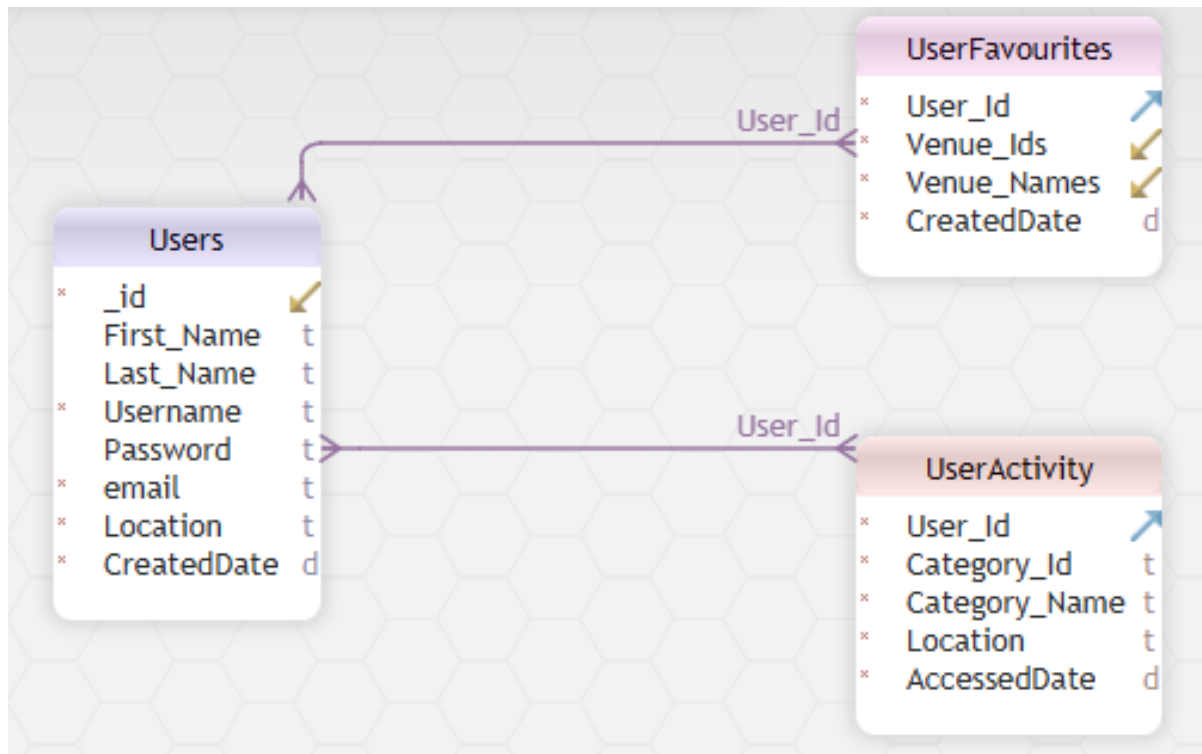 UserFavourites
User_Id
User_Id
Venue_Ids
Venue_Names
CreatedDate d
Users
_id
First_Name t
Last_Name t
Username t
Password t
email t
Location t
CreatedDate d
User_Id
UserActivity
User_Id
Category_Id t
Category_Name t
Location t
AccessedDate d